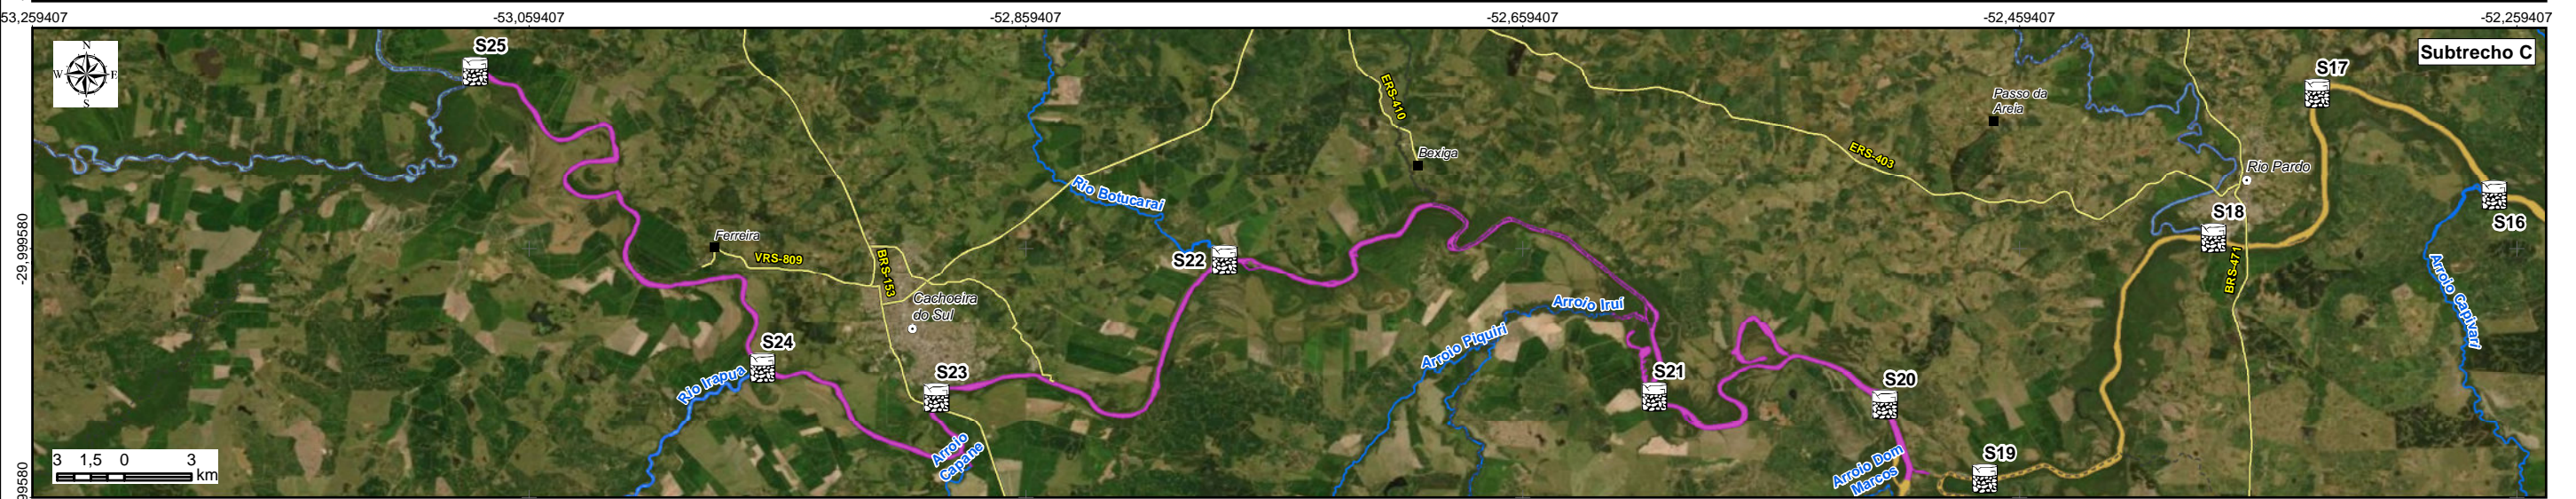 -53,259407 -53,059407 -52,859407 -52,659407 -52,459407 -52,259407
Subtrecho C
N
W E
S
S25
S17
ERS-410
Passo da
Areia
Bexiga
ERS-403
Rio Pardo
Rio Botucaraí
S16
S18
Ferreira
VRS-809
BRS-153
S22
BRS-471
Arroio Capivari
-29,999580
Cachoeira
do Sul
Arroio Iruí
Arroio Piquiri
S24
Rio Irapua
S23
S21
S20
Arroio
Capane
Arroio Dom
Marcos
S19
3 1,5 0 3
km
99580